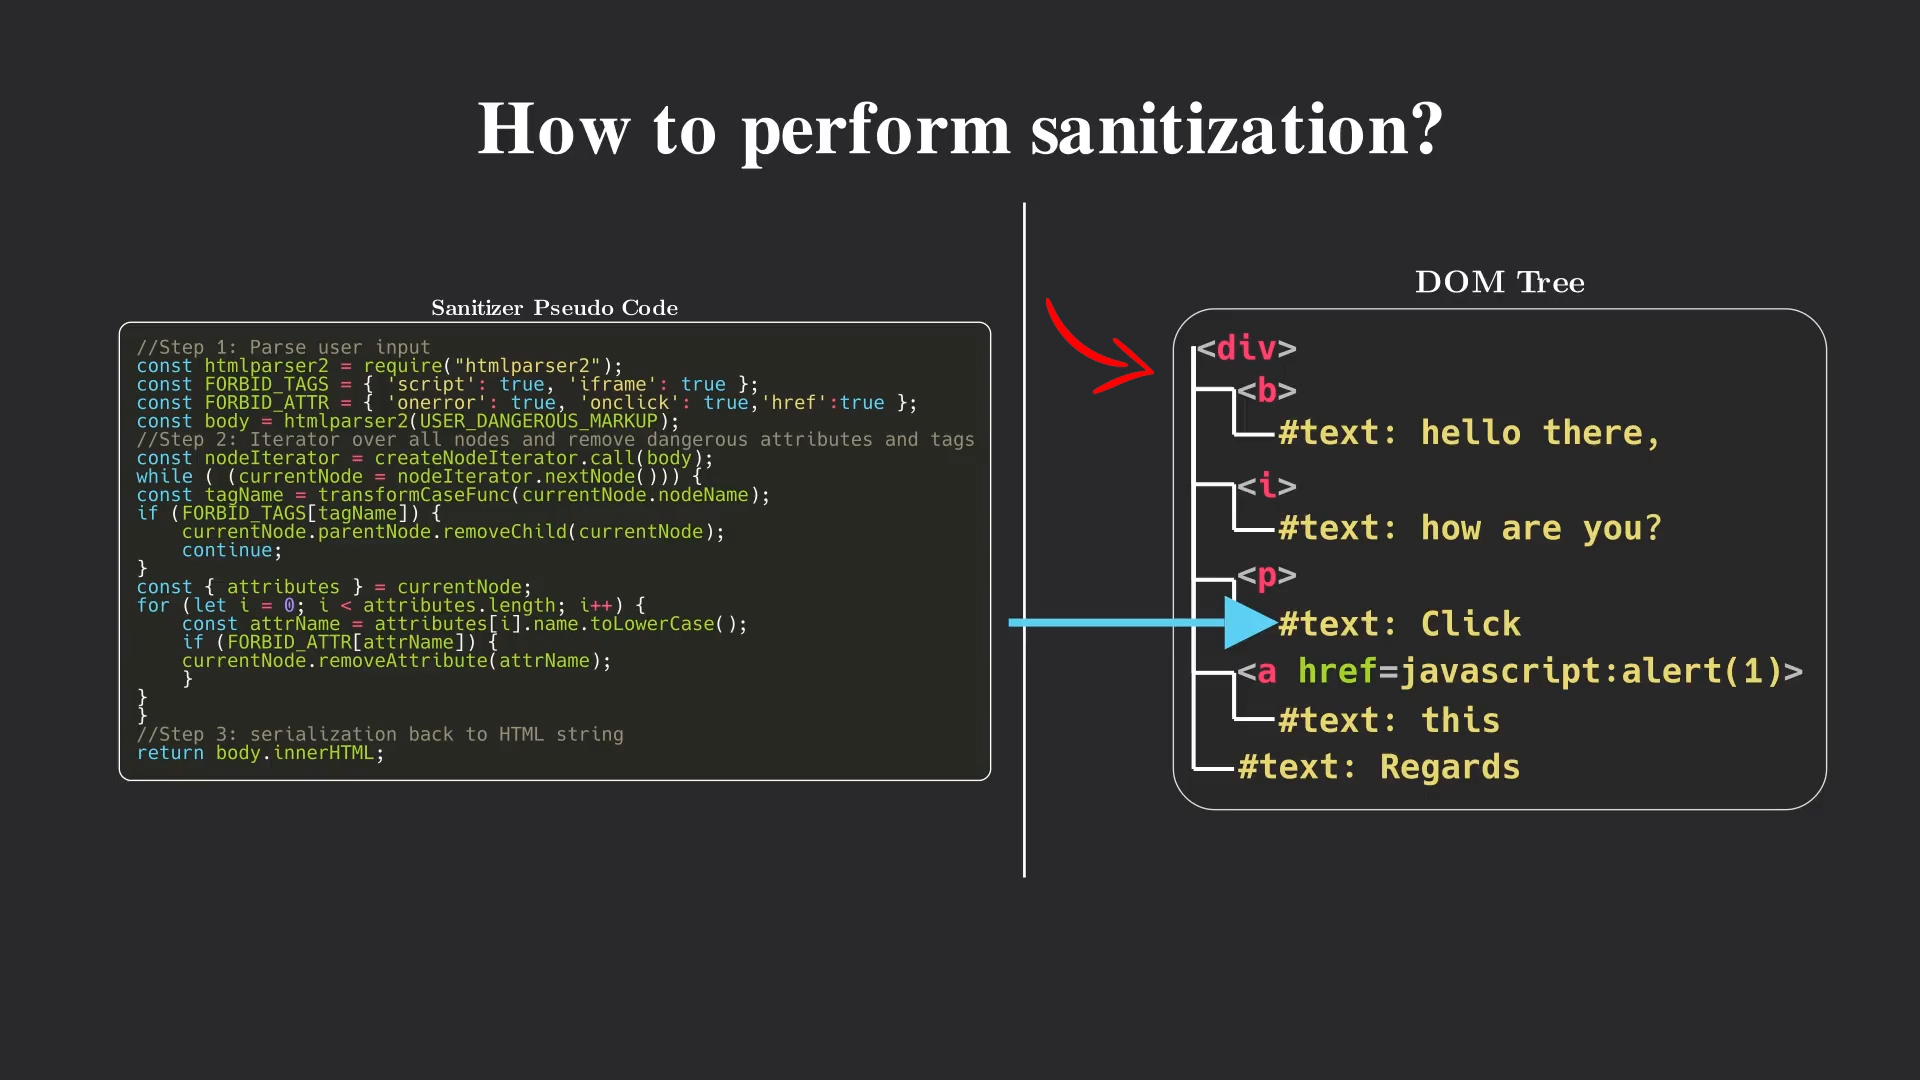 How to perform sanitization?
Sanitizer Pseudo Code
//Step 1: Parse user input
const htmlparser2 = require("htmlparser2");
const FORBID_TAGS = { 'script': true, 'iframe': true };
const FORBID_ATTR = { 'onerror': true, 'onclick': true,'href':true };
const body = htmlparser2(USER_DANGEROUS_MARKUP);
//Step 2: Iterator over all nodes and remove dangerous attributes and tags
const nodeIterator = createNodeIterator.call(body);
while ( (currentNode = nodeIterator.nextNode())) {
const tagName = transformCaseFunc(currentNode.nodeName);
if (FORBID_TAGS[tagName]) {
    currentNode.parentNode.removeChild(currentNode);
    continue;
}
const { attributes } = currentNode;
for (let i = 0; i < attributes.length; i++) {
    const attrName = attributes[i].name.toLowerCase();
    if (FORBID_ATTR[attrName]) {
    currentNode.removeAttribute(attrName);
    }
}
}
//Step 3: serialization back to HTML string
return body.innerHTML;
DOM Tree
<div>
<b>
#text: hello there,
<i>
#text: how are you?
<p>
#text: Click
<a href=javascript:alert(1)>
#text: this
#text: Regards